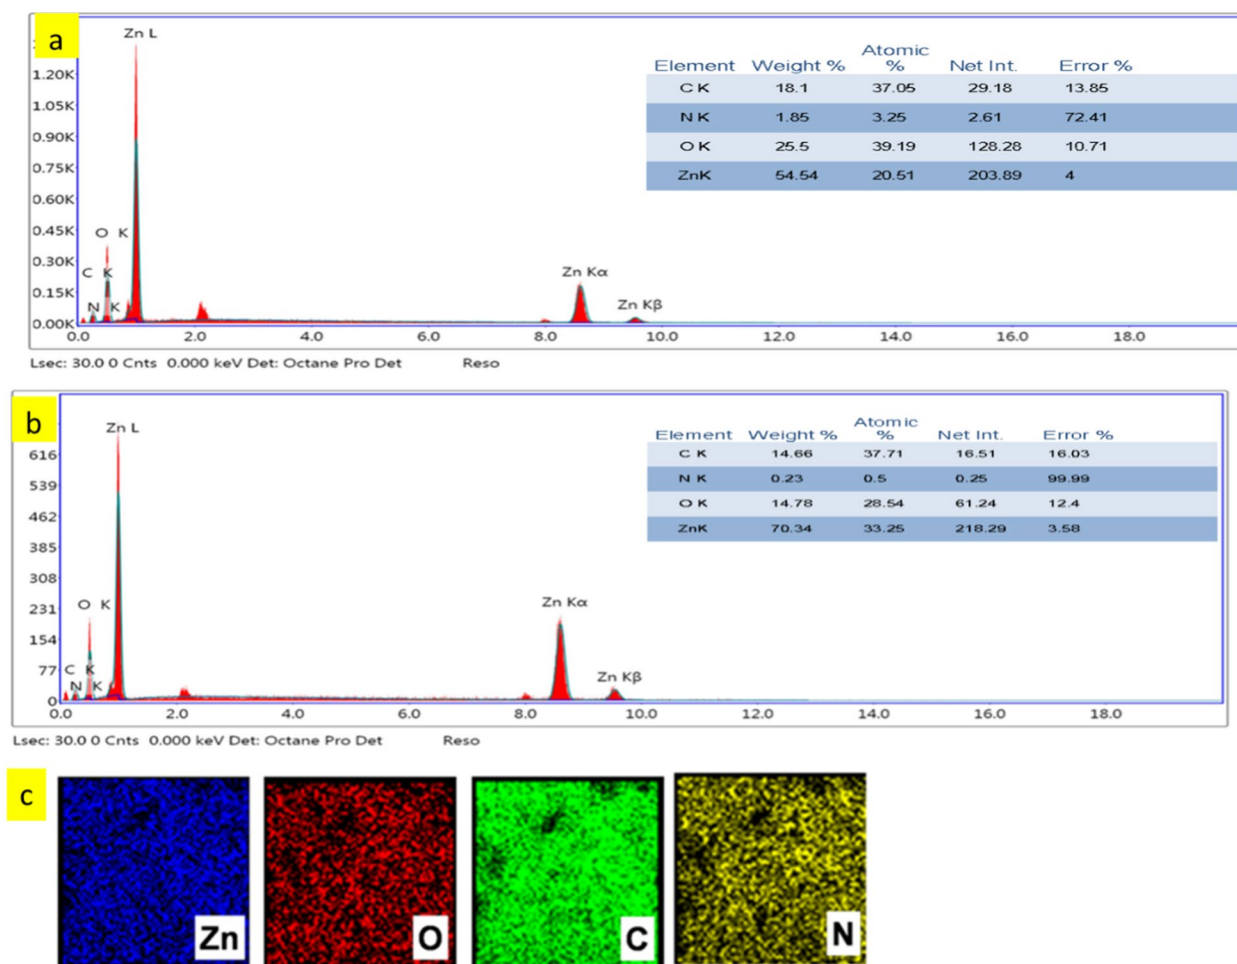 a
Zn L
1.20K
1.05K
0.90K
0.75K
0.60K
0.45K
0.30K
0.15K
0.00K
O K
C K
N K
Zn Kα
Zn Kβ
0.0 2.0 4.0 6.0 8.0 10.0 12.0 14.0 16.0 18.0
Element Weight % Atomic % Net Int. Error %
C K 18.1 37.05 29.18 13.85
N K 1.85 3.25 2.61 72.41
O K 25.5 39.19 128.28 10.71
ZnK 54.54 20.51 203.89 4
Lsec: 30.0 0 Cnts 0.000 keV Det: Octane Pro Det Reso
b
Zn L
616
539
462
385
308
231
154
77
0
O K
C K
N K
Zn Kα
Zn Kβ
0.0 2.0 4.0 6.0 8.0 10.0 12.0 14.0 16.0 18.0
Element Weight % Atomic % Net Int. Error %
C K 14.66 37.71 16.51 16.03
N K 0.23 0.5 0.25 99.99
O K 14.78 28.54 61.24 12.4
ZnK 70.34 33.25 218.29 3.58
Lsec: 30.0 0 Cnts 0.000 keV Det: Octane Pro Det Reso
c
Zn
O
C
N